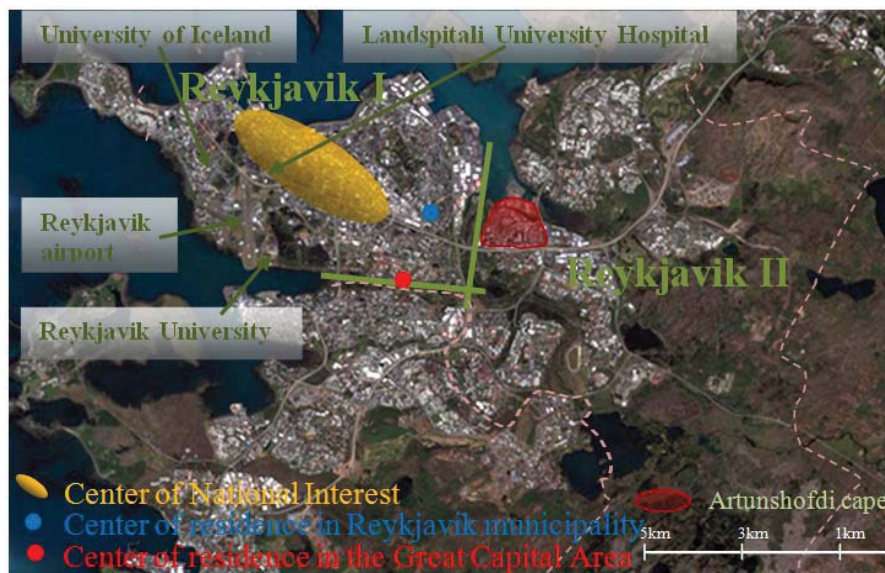 University of Iceland
Landspitali University Hospital
Reykjavik I
Reykjavik
airport
Reykjavik II
Reykjavik University
Center of National Interest
Center of residence in Reykjavik municipality
Center of residence in the Great Capital Area
Artunshofdi cape
5km
3km
1km